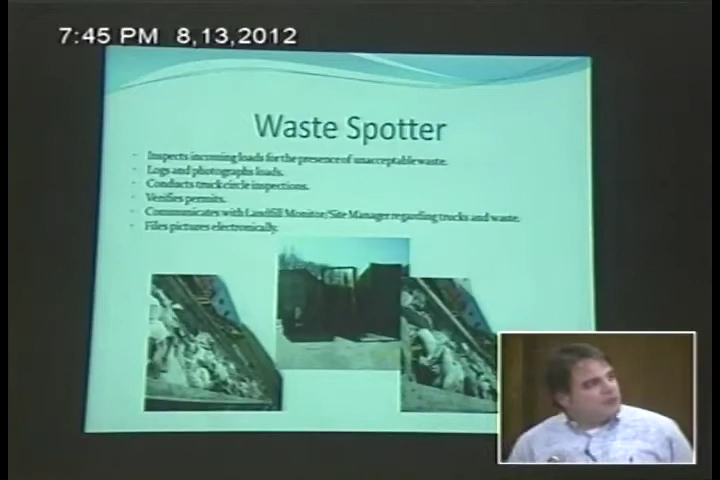 7:45 PM 8,13,2012
Waste Spotter
Inspects incoming loads for the presence of unacceptable waste.
Logs and photographs loads.
Conducts truck circle inspections.
Verifies permits.
Communicates with Landfill Monitor/Site Manager regarding trucks and waste.
Files pictures electronically.